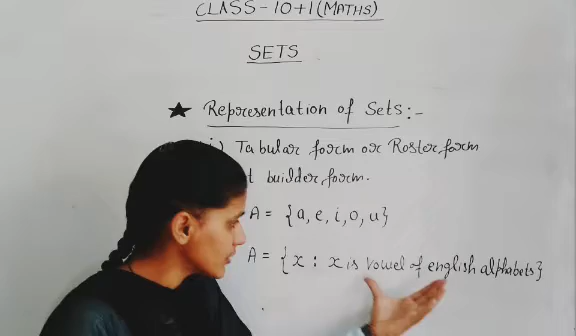 CLASS-10+1 (MATHS)
SETS
★ Representation of Sets:-
i) Tabular form or Roster form
builder form.
A = {a, e, i, o, u}
A = {x : x is vowel of english alphabets}